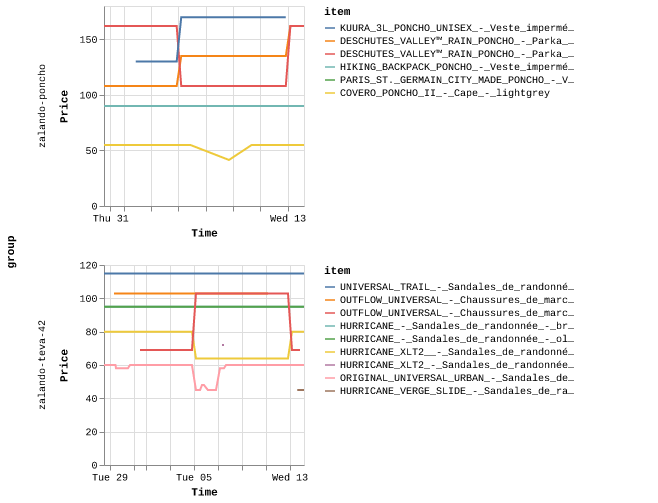 group
zalando-poncho
Price
150
100
50
0
Thu 31
Wed 13
Time
item
KUURA_3L_PONCHO_UNISEX_-_Veste_impermé…
DESCHUTES_VALLEY™_RAIN_PONCHO_-_Parka_…
DESCHUTES_VALLEY™_RAIN_PONCHO_-_Parka_…
HIKING_BACKPACK_PONCHO_-_Veste_impermé…
PARIS_ST._GERMAIN_CITY_MADE_PONCHO_-_V…
COVERO_PONCHO_II_-_Cape_-_lightgrey
zalando-teva-42
Price
120
100
80
60
40
20
0
Tue 29
Tue 05
Wed 13
Time
item
UNIVERSAL_TRAIL_-_Sandales_de_randonné…
OUTFLOW_UNIVERSAL_-_Chaussures_de_marc…
OUTFLOW_UNIVERSAL_-_Chaussures_de_marc…
HURRICANE_-_Sandales_de_randonnée_-_br…
HURRICANE_-_Sandales_de_randonnée_-_ol…
HURRICANE_XLT2__-_Sandales_de_randonné…
HURRICANE_XLT2_-_Sandales_de_randonnée…
ORIGINAL_UNIVERSAL_URBAN_-_Sandales_de…
HURRICANE_VERGE_SLIDE_-_Sandales_de_ra…